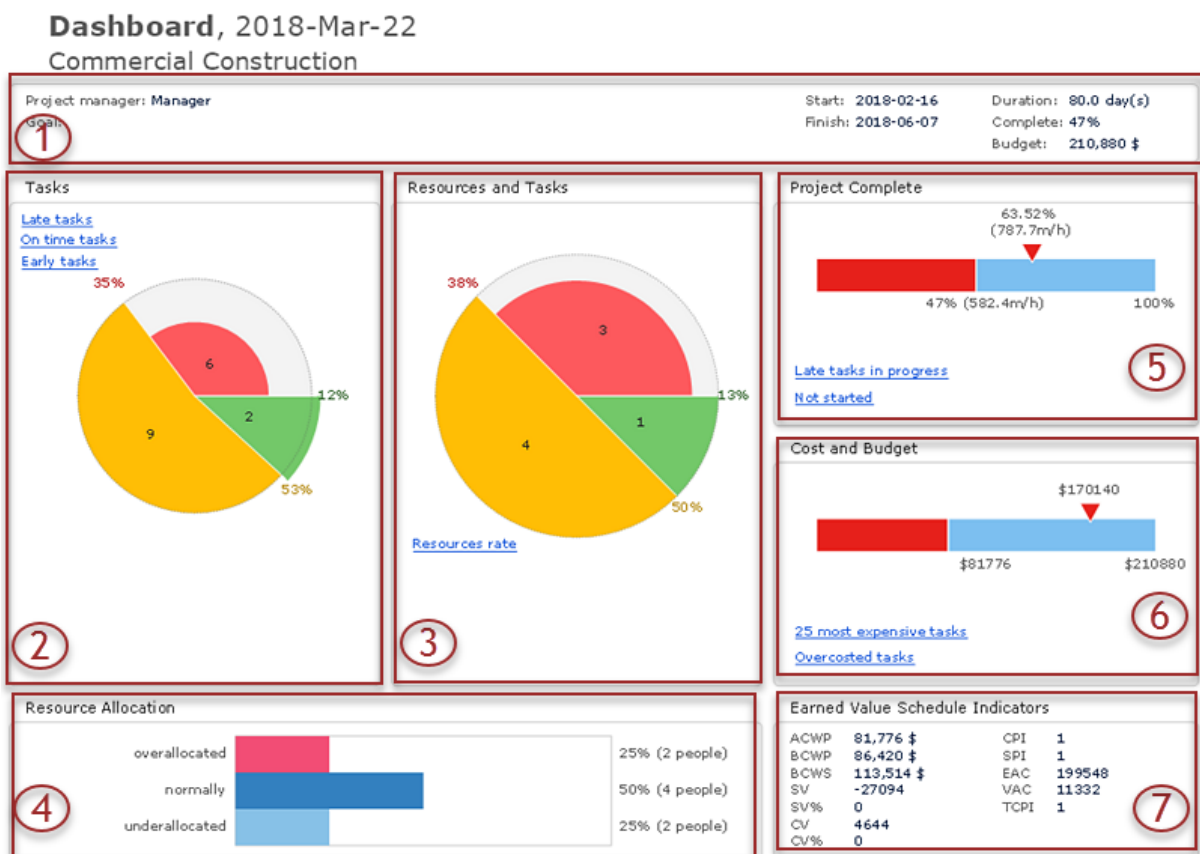 Dashboard, 2018-Mar-22
Commercial Construction
Project manager: Manager
Goal:
Start: 2018-02-16
Finish: 2018-06-07
Duration: 80.0 day(s)
Complete: 47%
Budget: 210,880 $
1
Tasks
Late tasks
On time tasks
Early tasks
35%
6
12%
2
9
53%
2
Resources and Tasks
38%
3
13%
1
4
50%
Resources rate
3
Project Complete
63.52%
(787.7m/h)
47% (582.4m/h)
100%
Late tasks in progress
Not started
5
Cost and Budget
$170140
$81776
$210880
25 most expensive tasks
Overcosted tasks
6
Resource Allocation
overallocated 25% (2 people)
normally 50% (4 people)
underallocated 25% (2 people)
4
Earned Value Schedule Indicators
ACWP 81,776 $ CPI 1
BCWP 86,420 $ SPI 1
BCWS 113,514 $ EAC 199548
SV -27094 VAC 11332
SV% 0 TCPI 1
CV 4644
CV% 0
7